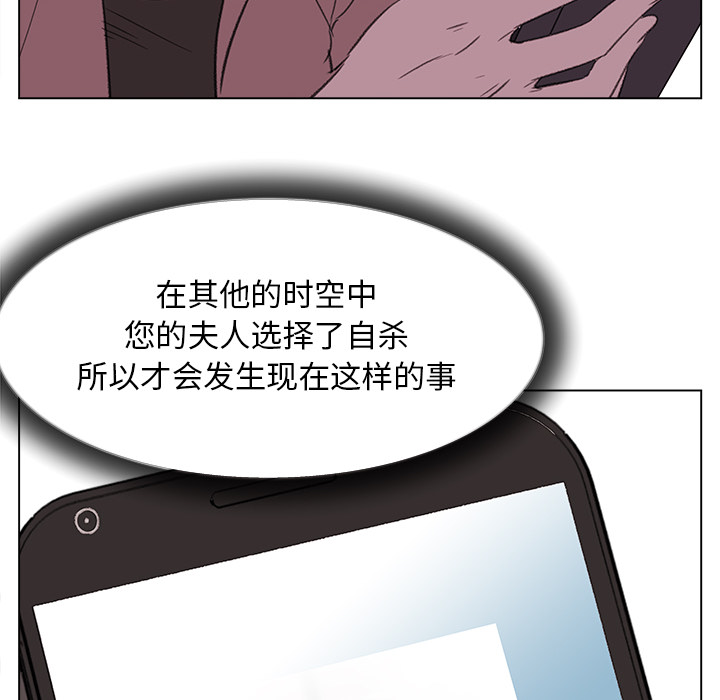 在其他的时空中
您的夫人选择了自杀
所以才会发生现在这样的事